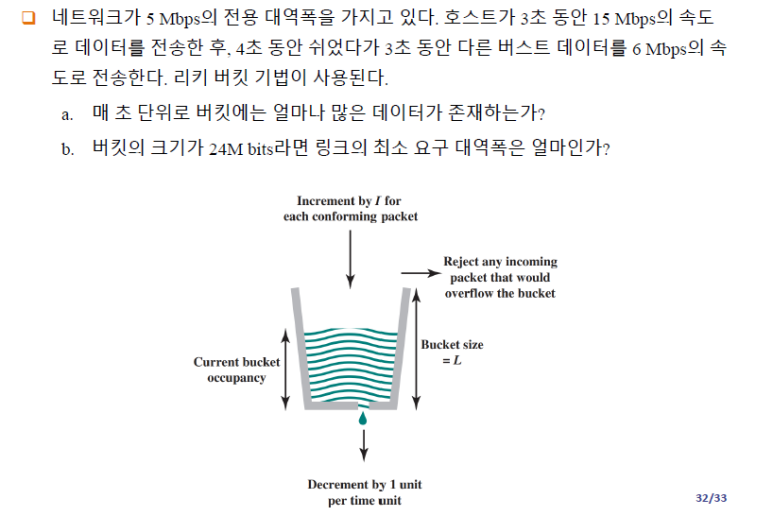 네트워크가 5 Mbps의 전용 대역폭을 가지고 있다. 호스트가 3초 동안 15 Mbps의 속도
로 데이터를 전송한 후, 4초 동안 쉬었다가 3초 동안 다른 버스트 데이터를 6 Mbps의 속
도로 전송한다. 리키 버킷 기법이 사용된다.
a. 매 초 단위로 버킷에는 얼마나 많은 데이터가 존재하는가?
b. 버킷의 크기가 24M bits라면 링크의 최소 요구 대역폭은 얼마인가?
Increment by I for
each conforming packet
Reject any incoming
packet that would
overflow the bucket
Bucket size
= L
Current bucket
occupancy
Decrement by 1 unit
per time unit
32/33